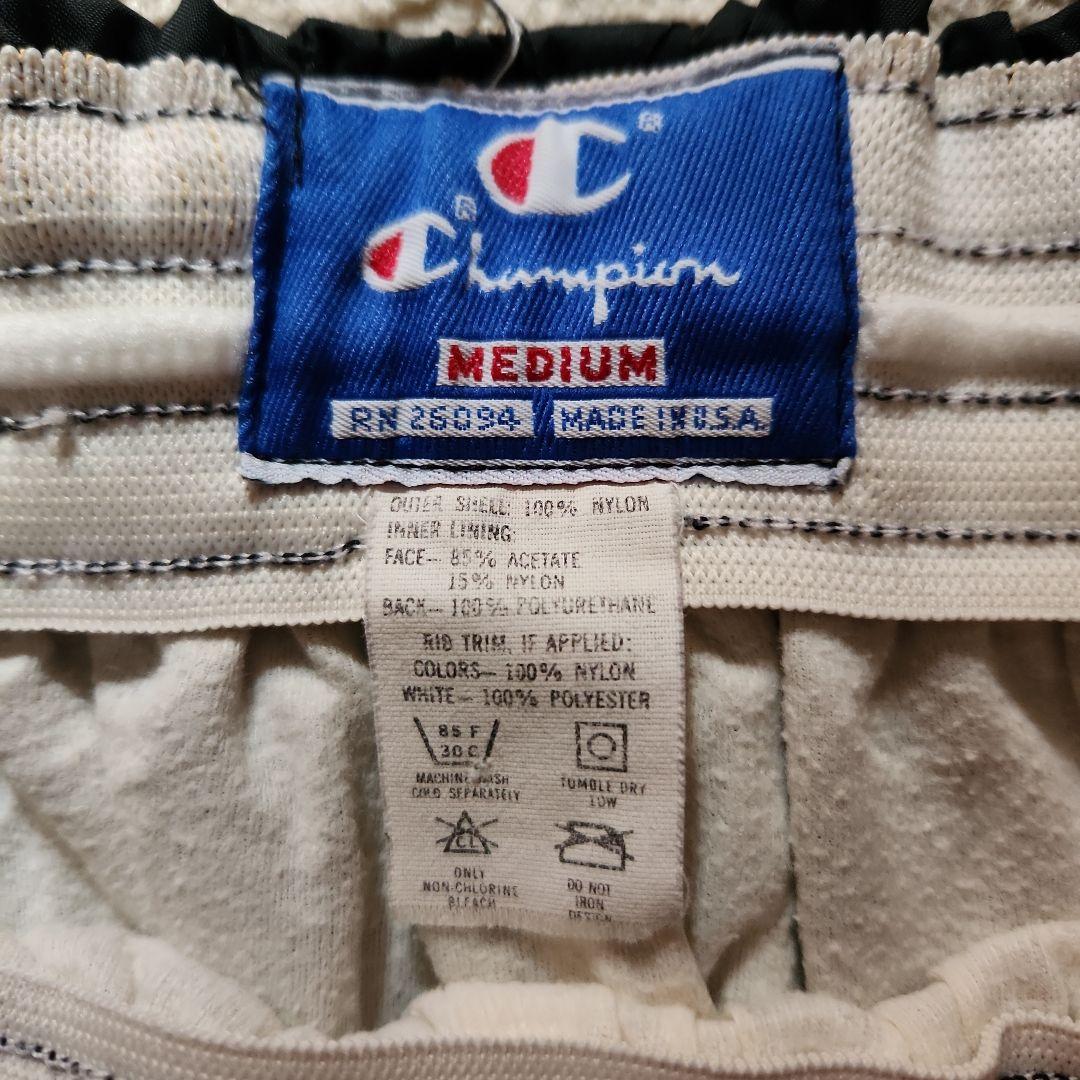 C®
Champion®
MEDIUM
RN 26094 MADE IN U.S.A.
OUTER SHELL: 100% NYLON
INNER LINING:
FACE— 85% ACETATE
15% NYLON
BACK— 100% POLYURETHANE
RIB TRIM, IF APPLIED:
COLORS— 100% NYLON
WHITE— 100% POLYESTER
85 F
30 C
MACHINE WASH
COLD SEPARATELY
TUMBLE DRY
LOW
CL
ONLY
NON-CHLORINE
BLEACH
DO NOT
IRON
DESIGN